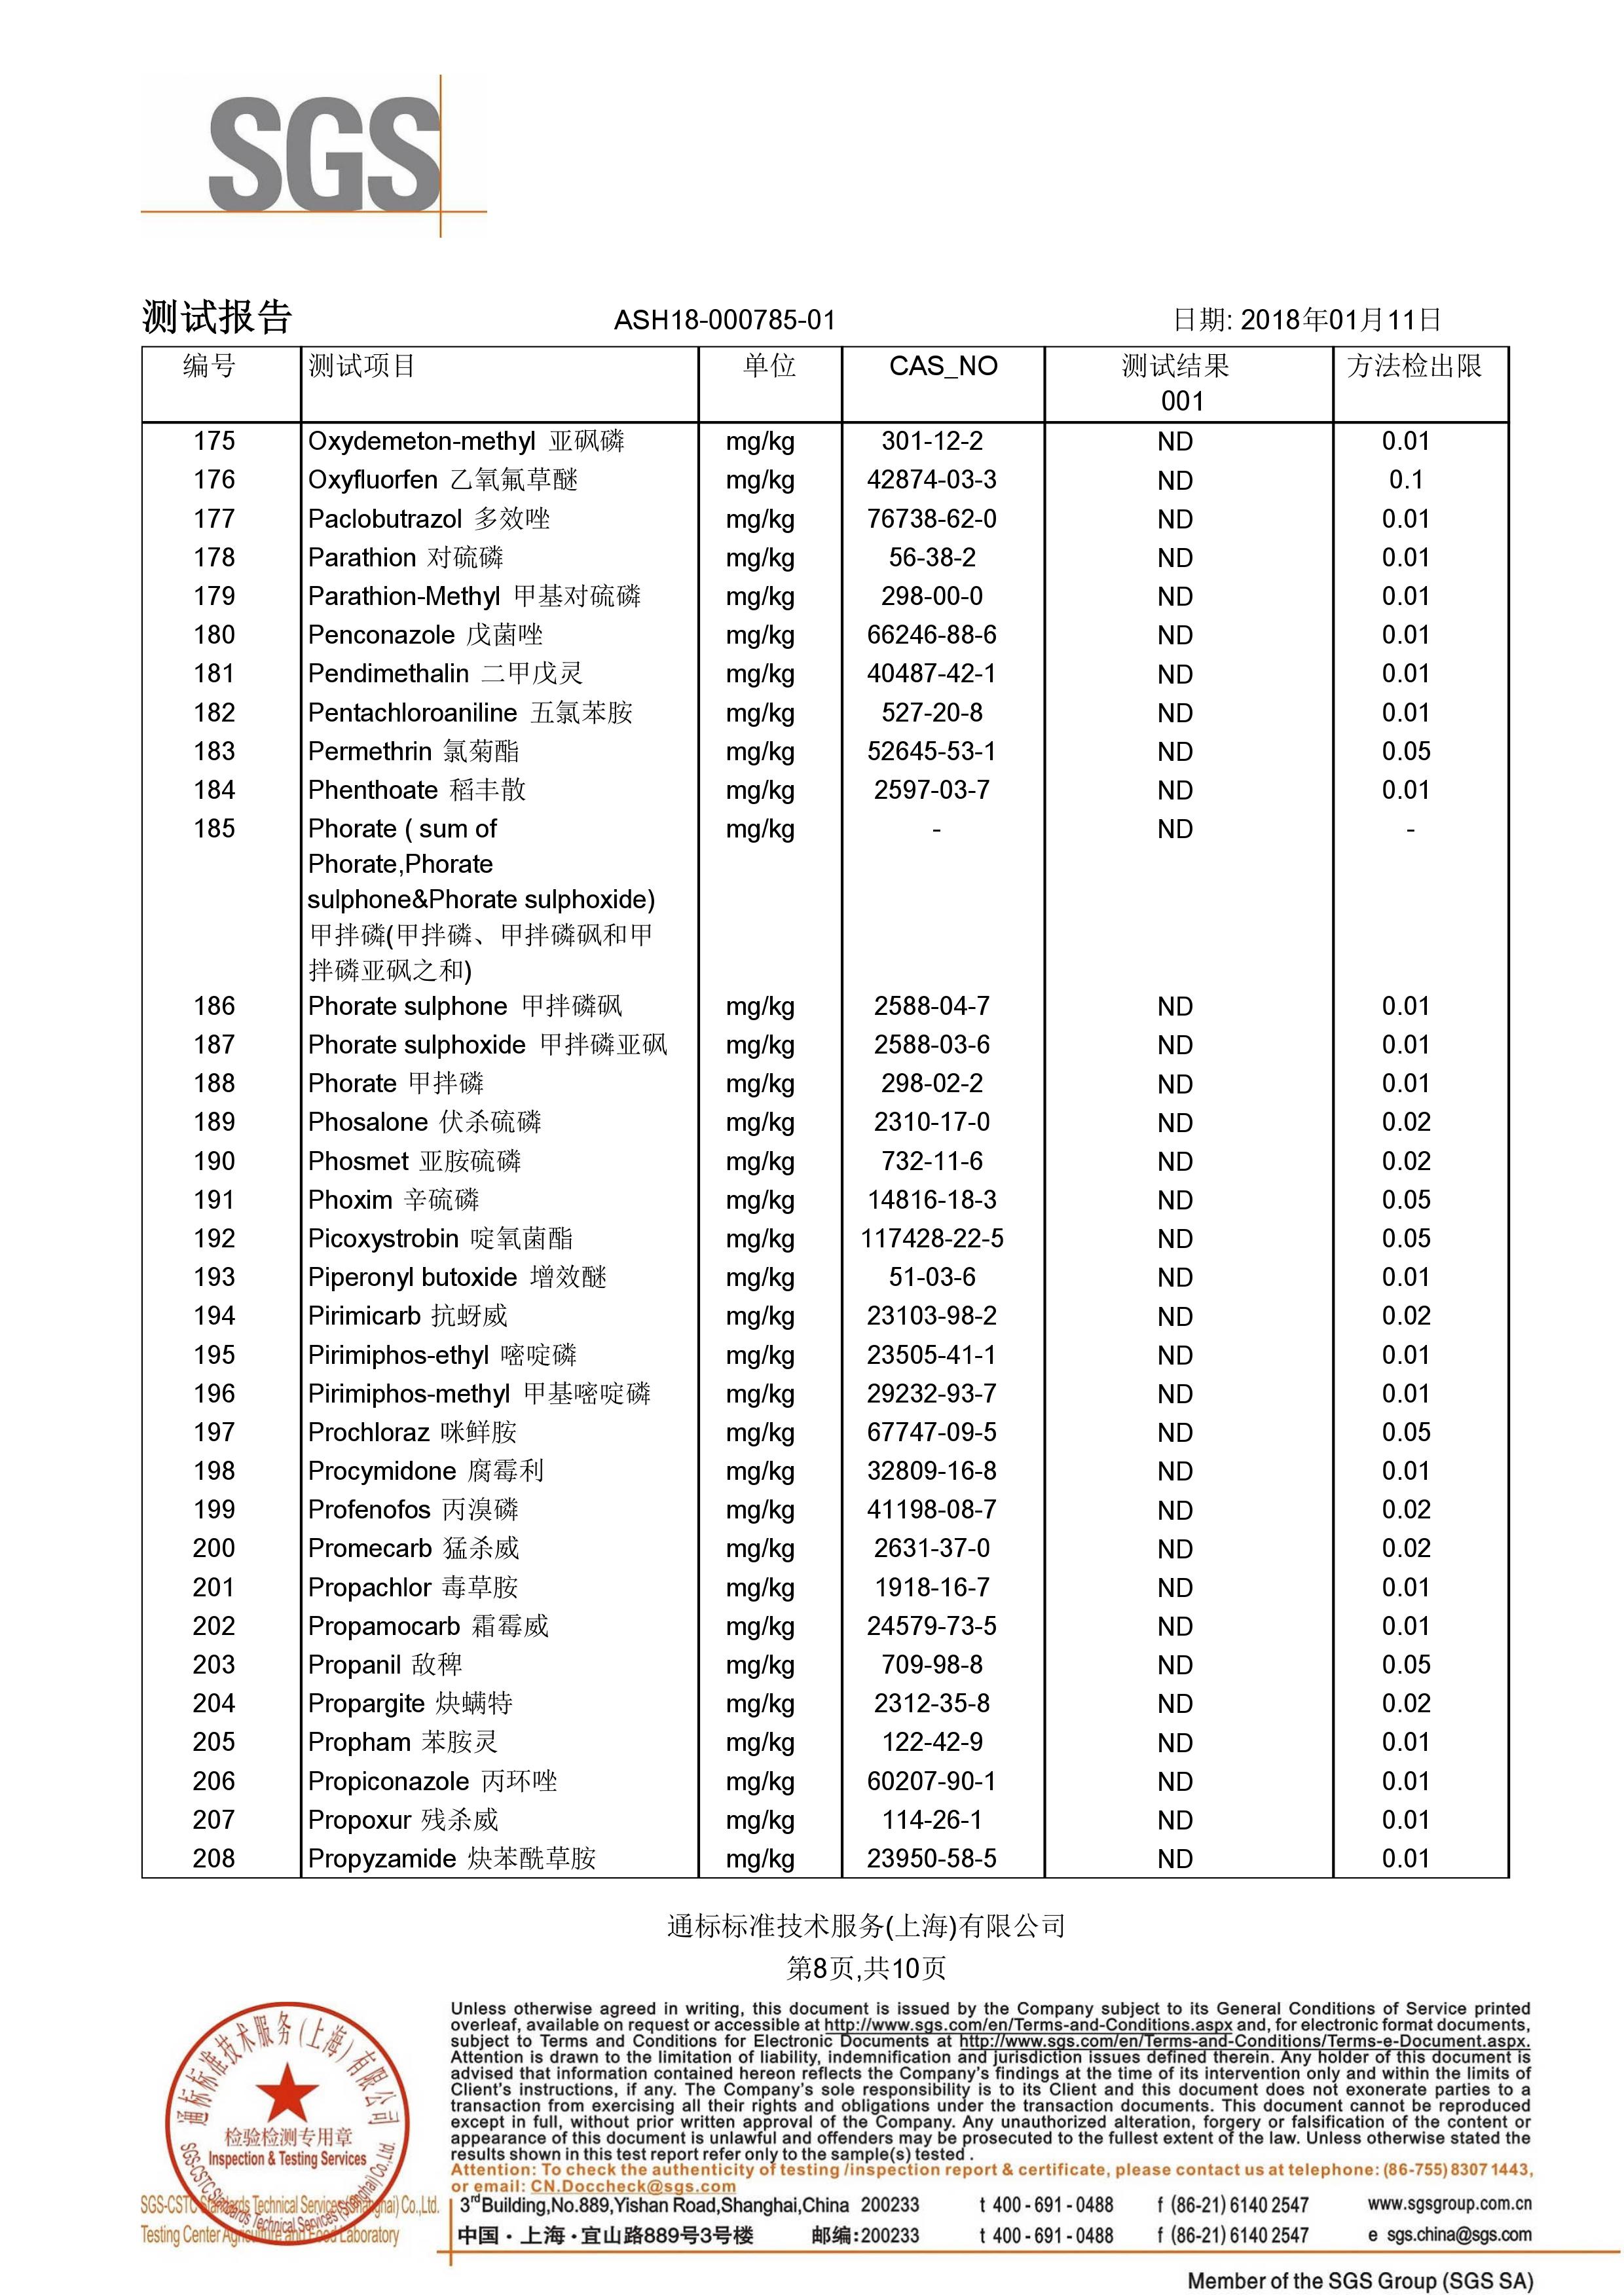 SGS
测试报告 ASH18-000785-01 日期: 2018年01月11日
编号 测试项目 单位 CAS_NO 测试结果 方法检出限
001
175 Oxydemeton-methyl 亚砜磷 mg/kg 301-12-2 ND 0.01
176 Oxyfluorfen 乙氧氟草醚 mg/kg 42874-03-3 ND 0.1
177 Paclobutrazol 多效唑 mg/kg 76738-62-0 ND 0.01
178 Parathion 对硫磷 mg/kg 56-38-2 ND 0.01
179 Parathion-Methyl 甲基对硫磷 mg/kg 298-00-0 ND 0.01
180 Penconazole 戊菌唑 mg/kg 66246-88-6 ND 0.01
181 Pendimethalin 二甲戊灵 mg/kg 40487-42-1 ND 0.01
182 Pentachloroaniline 五氯苯胺 mg/kg 527-20-8 ND 0.01
183 Permethrin 氯菊酯 mg/kg 52645-53-1 ND 0.05
184 Phenthoate 稻丰散 mg/kg 2597-03-7 ND 0.01
185 Phorate ( sum of mg/kg - ND -
Phorate,Phorate
sulphone&Phorate sulphoxide)
甲拌磷(甲拌磷、甲拌磷砜和甲
拌磷亚砜之和)
186 Phorate sulphone 甲拌磷砜 mg/kg 2588-04-7 ND 0.01
187 Phorate sulphoxide 甲拌磷亚砜 mg/kg 2588-03-6 ND 0.01
188 Phorate 甲拌磷 mg/kg 298-02-2 ND 0.01
189 Phosalone 伏杀硫磷 mg/kg 2310-17-0 ND 0.02
190 Phosmet 亚胺硫磷 mg/kg 732-11-6 ND 0.02
191 Phoxim 辛硫磷 mg/kg 14816-18-3 ND 0.05
192 Picoxystrobin 啶氧菌酯 mg/kg 117428-22-5 ND 0.05
193 Piperonyl butoxide 增效醚 mg/kg 51-03-6 ND 0.01
194 Pirimicarb 抗蚜威 mg/kg 23103-98-2 ND 0.02
195 Pirimiphos-ethyl 嘧啶磷 mg/kg 23505-41-1 ND 0.01
196 Pirimiphos-methyl 甲基嘧啶磷 mg/kg 29232-93-7 ND 0.01
197 Prochloraz 咪鲜胺 mg/kg 67747-09-5 ND 0.05
198 Procymidone 腐霉利 mg/kg 32809-16-8 ND 0.01
199 Profenofos 丙溴磷 mg/kg 41198-08-7 ND 0.02
200 Promecarb 猛杀威 mg/kg 2631-37-0 ND 0.02
201 Propachlor 毒草胺 mg/kg 1918-16-7 ND 0.01
202 Propamocarb 霜霉威 mg/kg 24579-73-5 ND 0.01
203 Propanil 敌稗 mg/kg 709-98-8 ND 0.05
204 Propargite 炔螨特 mg/kg 2312-35-8 ND 0.02
205 Propham 苯胺灵 mg/kg 122-42-9 ND 0.01
206 Propiconazole 丙环唑 mg/kg 60207-90-1 ND 0.01
207 Propoxur 残杀威 mg/kg 114-26-1 ND 0.01
208 Propyzamide 炔苯酰草胺 mg/kg 23950-58-5 ND 0.01
通标标准技术服务(上海)有限公司
第8页,共10页
通标标准技术服务(上海)有限公司
检验检测专用章
Inspection & Testing Services
SGS-CSTC Standards Technical Services (Shanghai) Co.,Ltd.
SGS-CSTC Standards Technical Services (Shanghai) Co.,Ltd.
Testing Center Agriculture and Food Laboratory
Unless otherwise agreed in writing, this document is issued by the Company subject to its General Conditions of Service printed
overleaf, available on request or accessible at http://www.sgs.com/en/Terms-and-Conditions.aspx and, for electronic format documents,
subject to Terms and Conditions for Electronic Documents at http://www.sgs.com/en/Terms-and-Conditions/Terms-e-Document.aspx.
Attention is drawn to the limitation of liability, indemnification and jurisdiction issues defined therein. Any holder of this document is
advised that information contained hereon reflects the Company's findings at the time of its intervention only and within the limits of
Client's instructions, if any. The Company's sole responsibility is to its Client and this document does not exonerate parties to a
transaction from exercising all their rights and obligations under the transaction documents. This document cannot be reproduced
except in full, without prior written approval of the Company. Any unauthorized alteration, forgery or falsification of the content or
appearance of this document is unlawful and offenders may be prosecuted to the fullest extent of the law. Unless otherwise stated the
results shown in this test report refer only to the sample(s) tested .
Attention: To check the authenticity of testing /inspection report & certificate, please contact us at telephone: (86-755) 8307 1443,
or email: CN.Doccheck@sgs.com
3rd Building,No.889,Yishan Road,Shanghai,China 200233 t 400-691-0488 f (86-21) 6140 2547 www.sgsgroup.com.cn
中国·上海·宜山路889号3号楼 邮编:200233 t 400-691-0488 f (86-21) 6140 2547 e sgs.china@sgs.com
Member of the SGS Group (SGS SA)